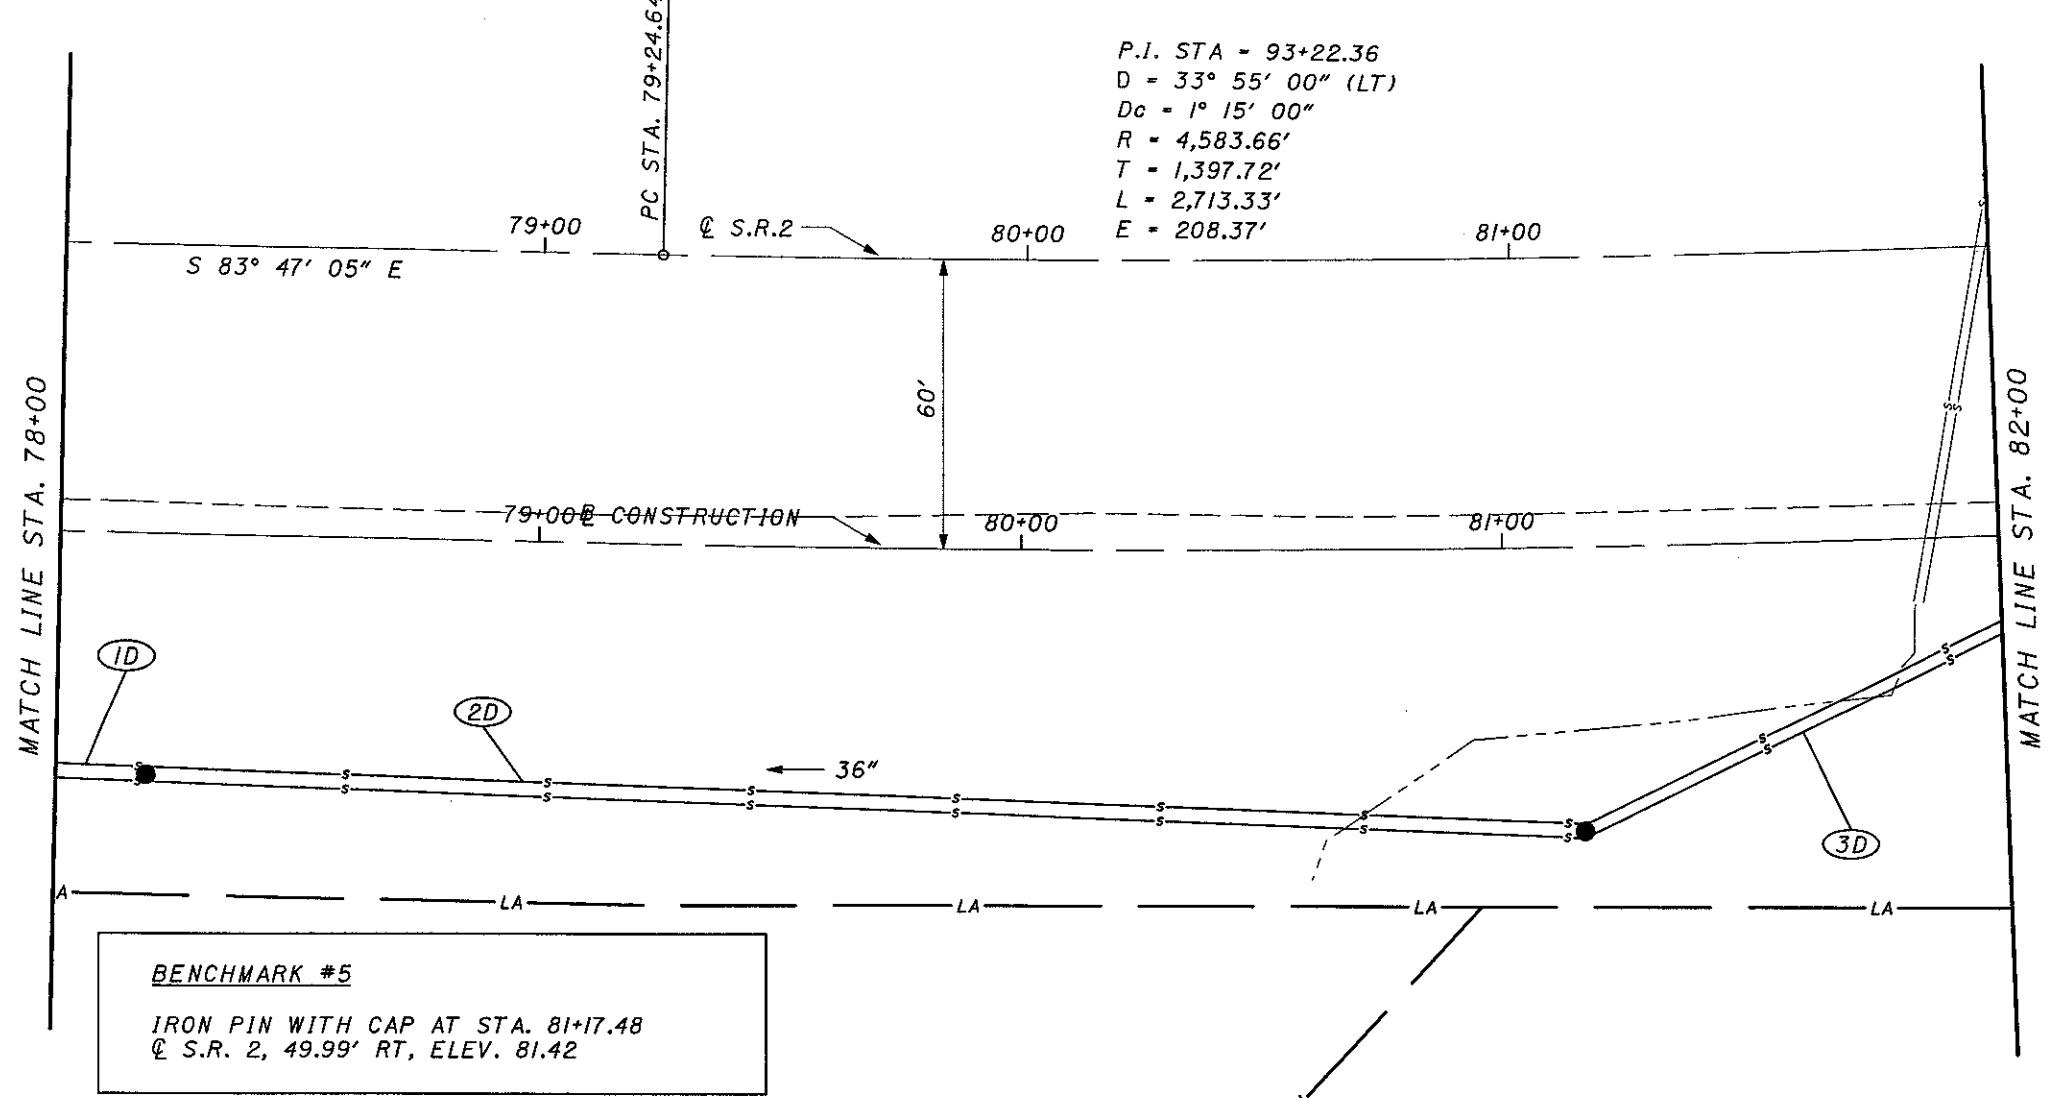 PC STA. 79+24.64
P.I. STA = 93+22.36
D = 33° 55' 00" (LT)
Dc = 1° 15' 00"
R = 4,583.66'
T = 1,397.72'
L = 2,713.33'
E = 208.37'
79+00
℄ S.R.2
80+00
81+00
S 83° 47' 05" E
60'
MATCH LINE STA. 78+00
MATCH LINE STA. 82+00
79+00
℄ CONSTRUCTION
80+00
81+00
1D
2D
36"
3D
S S S S S S S S
S S S S S S S S
S S
S S
S S
S
A LA LA LA LA
BENCHMARK #5
IRON PIN WITH CAP AT STA. 81+17.48
℄ S.R. 2, 49.99' RT, ELEV. 81.42